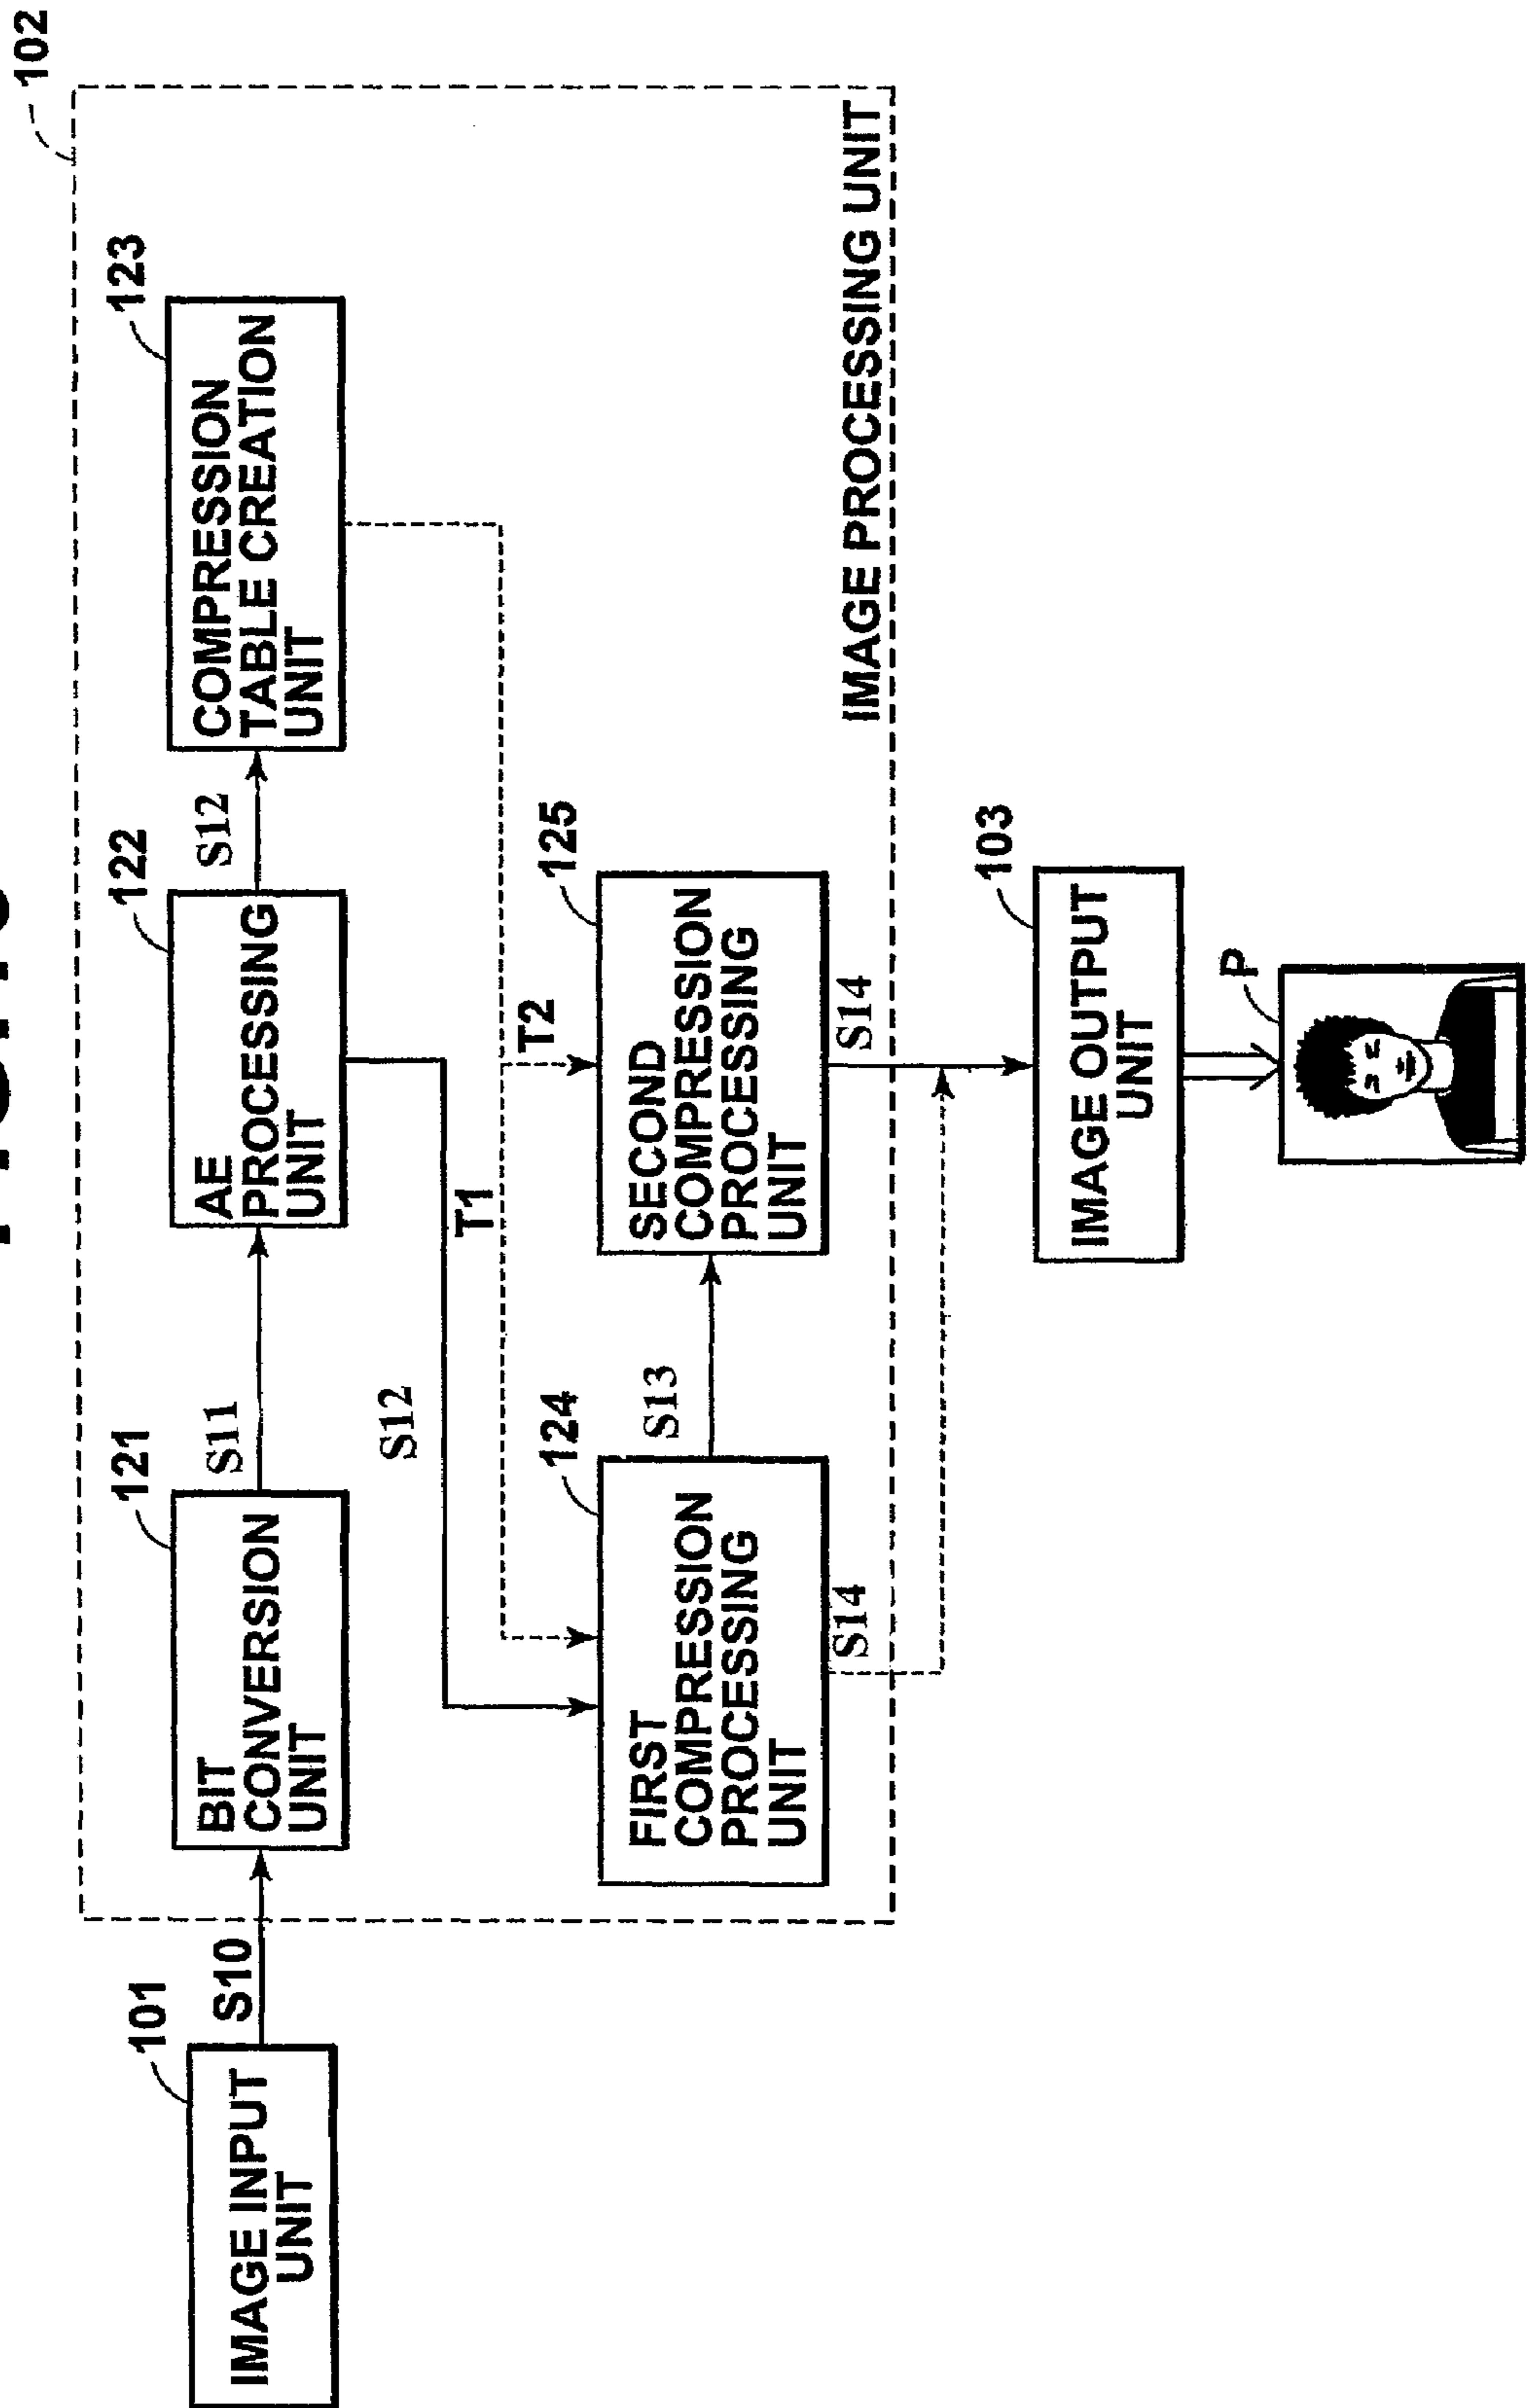 102
101
IMAGE INPUT
UNIT
S10
121
BIT
CONVERSION
UNIT
S11
122
AE
PROCESSING
UNIT
S12
123
COMPRESSION
TABLE CREATION
UNIT
S12
T1
T2
124
FIRST
COMPRESSION
PROCESSING
UNIT
S13
125
SECOND
COMPRESSION
PROCESSING
UNIT
S14
S14
IMAGE PROCESSING UNIT
103
IMAGE OUTPUT
UNIT
P